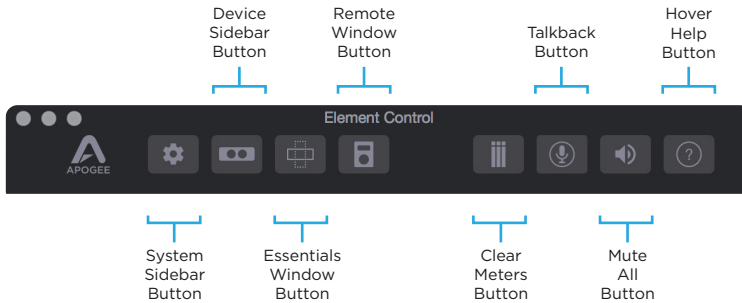 Device
Sidebar
Button
Remote
Window
Button
Talkback
Button
Hover
Help
Button
Element Control
APOGEE
?
System
Sidebar
Button
Essentials
Window
Button
Clear
Meters
Button
Mute
All
Button